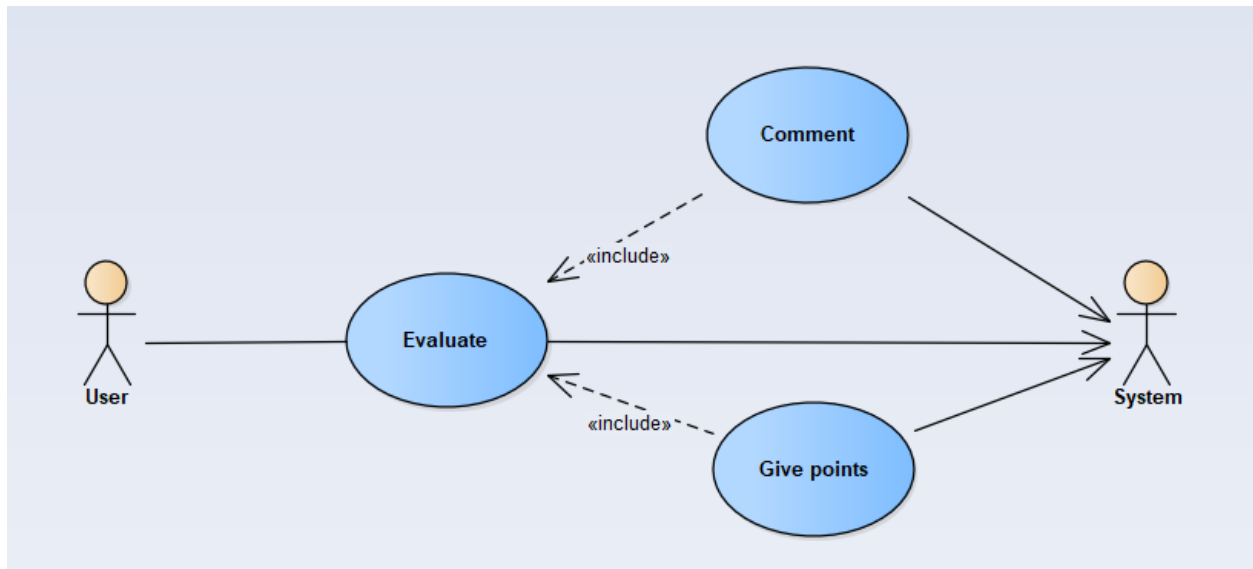 Comment
«include»
Evaluate
User
System
«include»
Give points